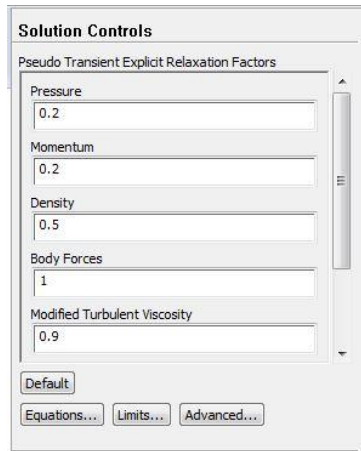 Solution Controls
Pseudo Transient Explicit Relaxation Factors
Pressure
0.2
Momentum
0.2
Density
0.5
Body Forces
1
Modified Turbulent Viscosity
0.9
Default
Equations... Limits... Advanced...